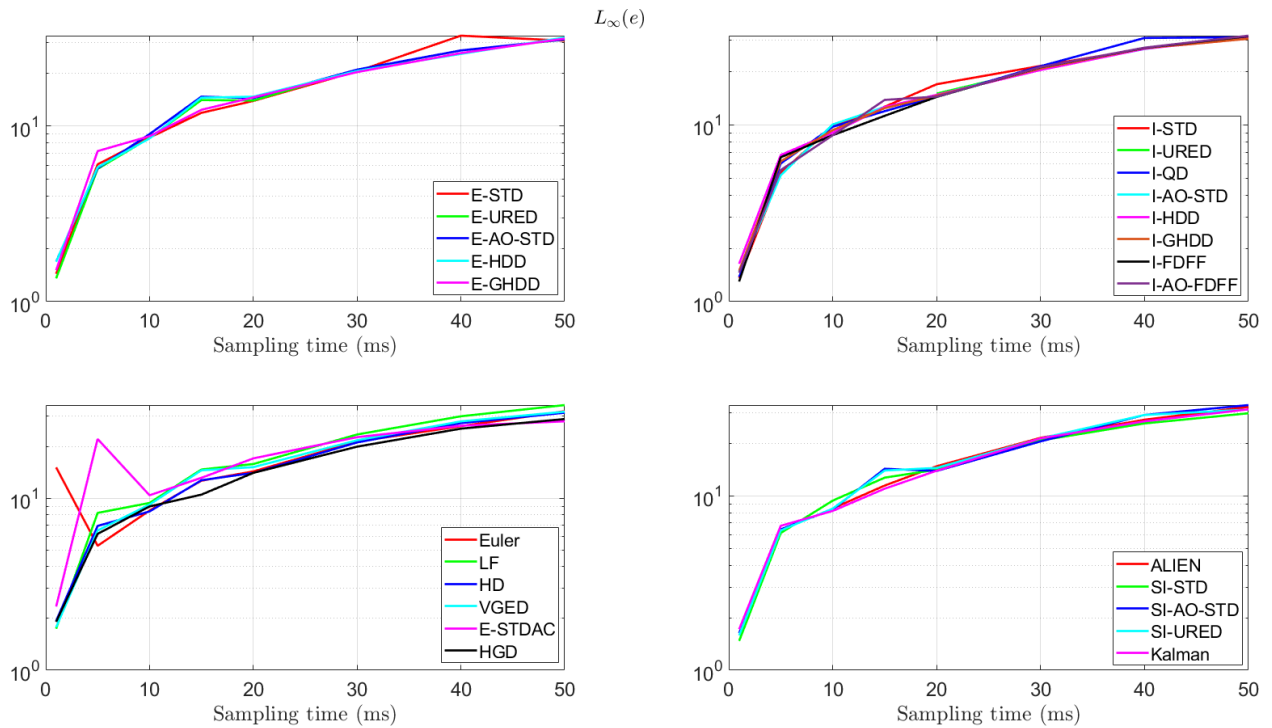 L∞(e)
10^1
10^0
0 10 20 30 40 50
Sampling time (ms)
E-STD
E-URED
E-AO-STD
E-HDD
E-GHDD
10^1
10^0
0 10 20 30 40 50
Sampling time (ms)
I-STD
I-URED
I-QD
I-AO-STD
I-HDD
I-GHDD
I-FDFF
I-AO-FDFF
10^1
10^0
0 10 20 30 40 50
Sampling time (ms)
Euler
LF
HD
VGED
E-STDAC
HGD
10^1
10^0
0 10 20 30 40 50
Sampling time (ms)
ALIEN
SI-STD
SI-AO-STD
SI-URED
Kalman